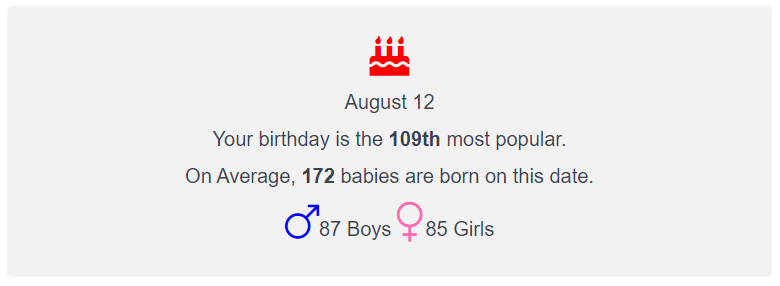 August 12
Your birthday is the 109th most popular.
On Average, 172 babies are born on this date.
87 Boys 85 Girls